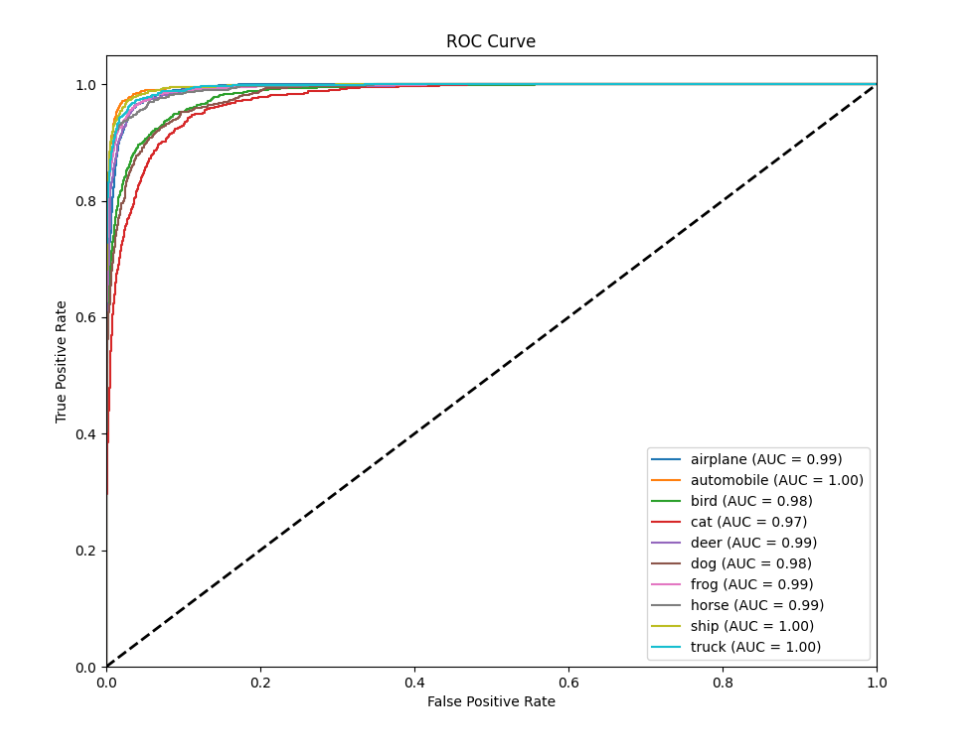 ROC Curve
1.0
0.8
0.6
0.4
0.2
0.0
True Positive Rate
airplane (AUC = 0.99)
automobile (AUC = 1.00)
bird (AUC = 0.98)
cat (AUC = 0.97)
deer (AUC = 0.99)
dog (AUC = 0.98)
frog (AUC = 0.99)
horse (AUC = 0.99)
ship (AUC = 1.00)
truck (AUC = 1.00)
0.0 0.2 0.4 0.6 0.8 1.0
False Positive Rate